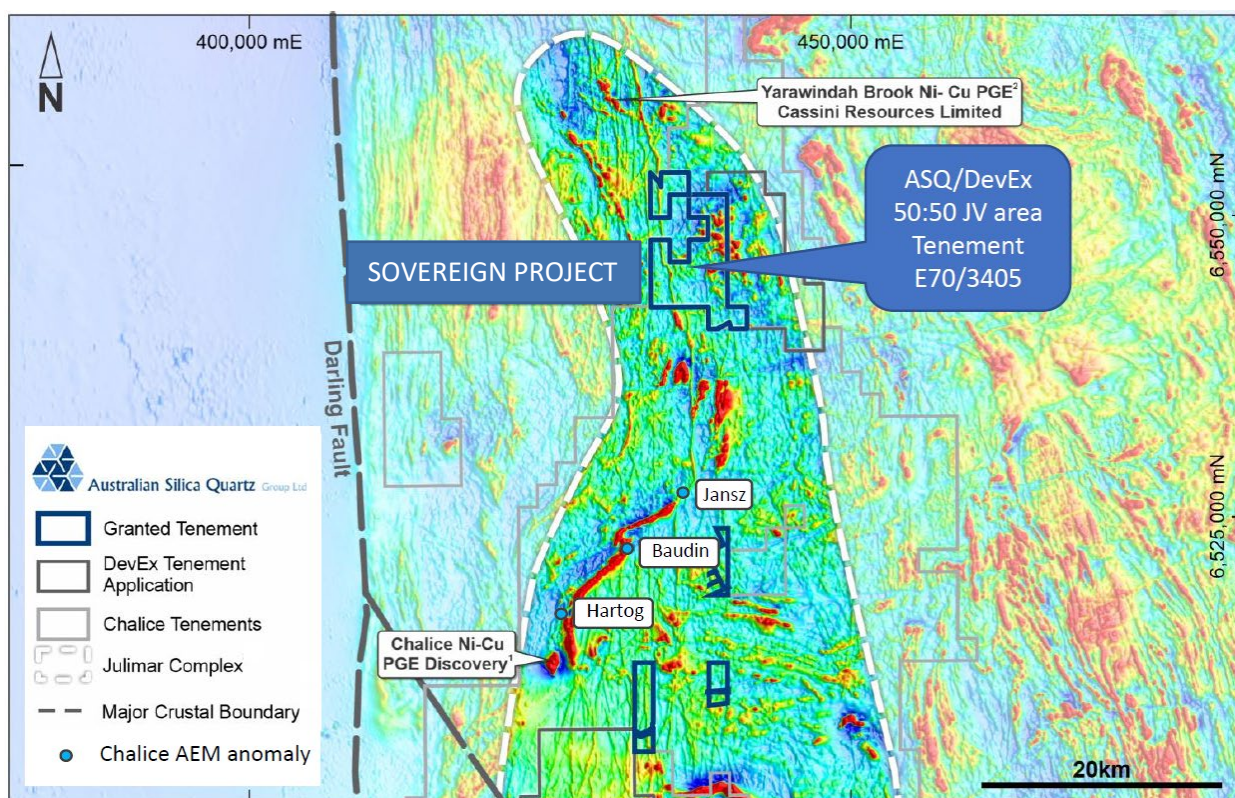 400,000 mE
450,000 mE
N
Yarawindah Brook Ni- Cu PGE²
Cassini Resources Limited
ASQ/DevEx
50:50 JV area
Tenement
E70/3405
6,550,000 mN
SOVEREIGN PROJECT
Darling Fault
Jansz
Baudin
6,525,000 mN
Hartog
Chalice Ni-Cu
PGE Discovery¹
Australian Silica Quartz Group Ltd
Granted Tenement
DevEx Tenement
Application
Chalice Tenements
Julimar Complex
Major Crustal Boundary
Chalice AEM anomaly
20km